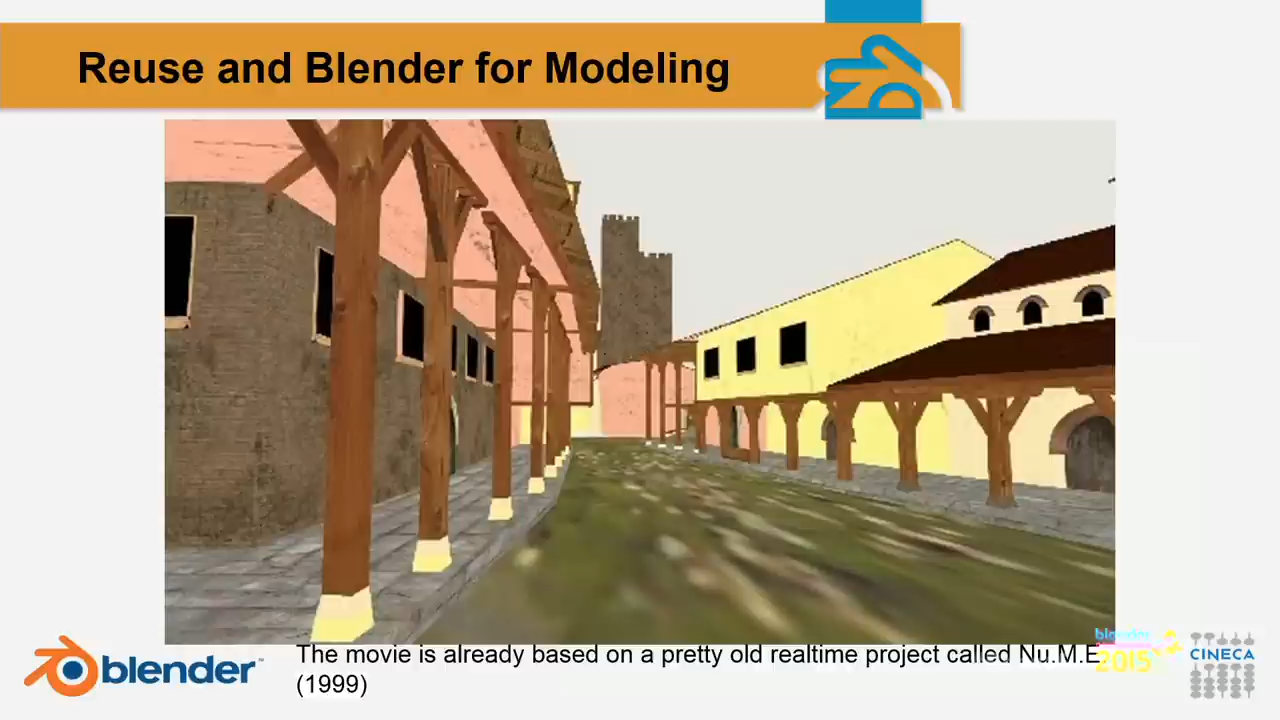 Reuse and Blender for Modeling
The movie is already based on a pretty old realtime project called Nu.M.E
(1999)
blender
blender
2015
CINECA